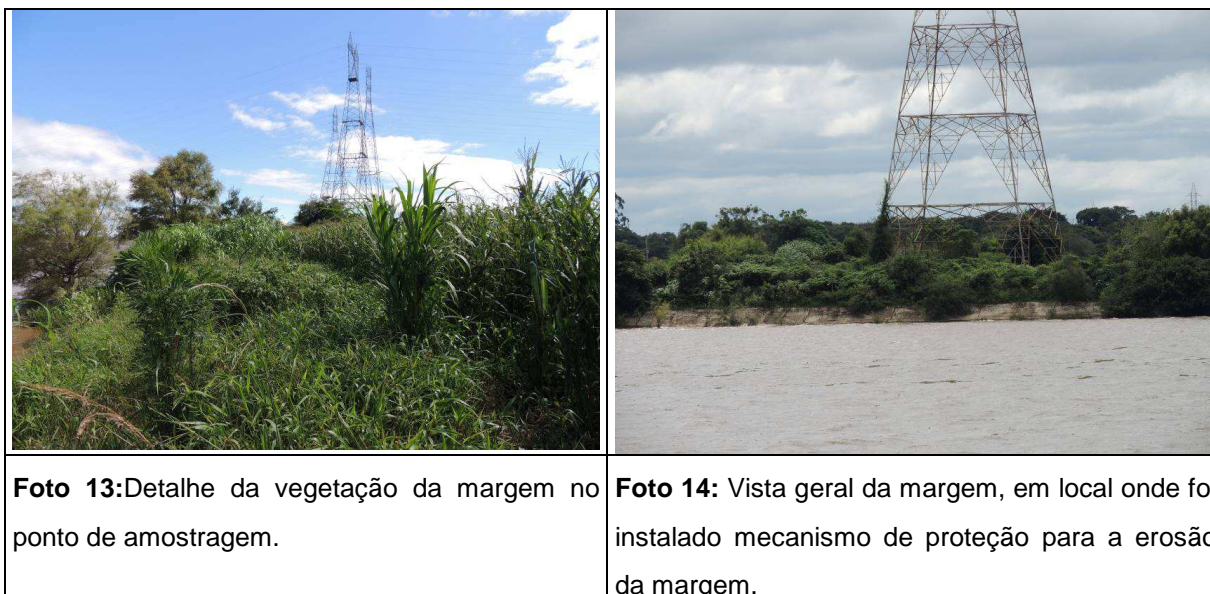 Foto 13:Detalhe da vegetação da margem no
ponto de amostragem.
Foto 14: Vista geral da margem, em local onde fo
instalado mecanismo de proteção para a erosão
da margem.